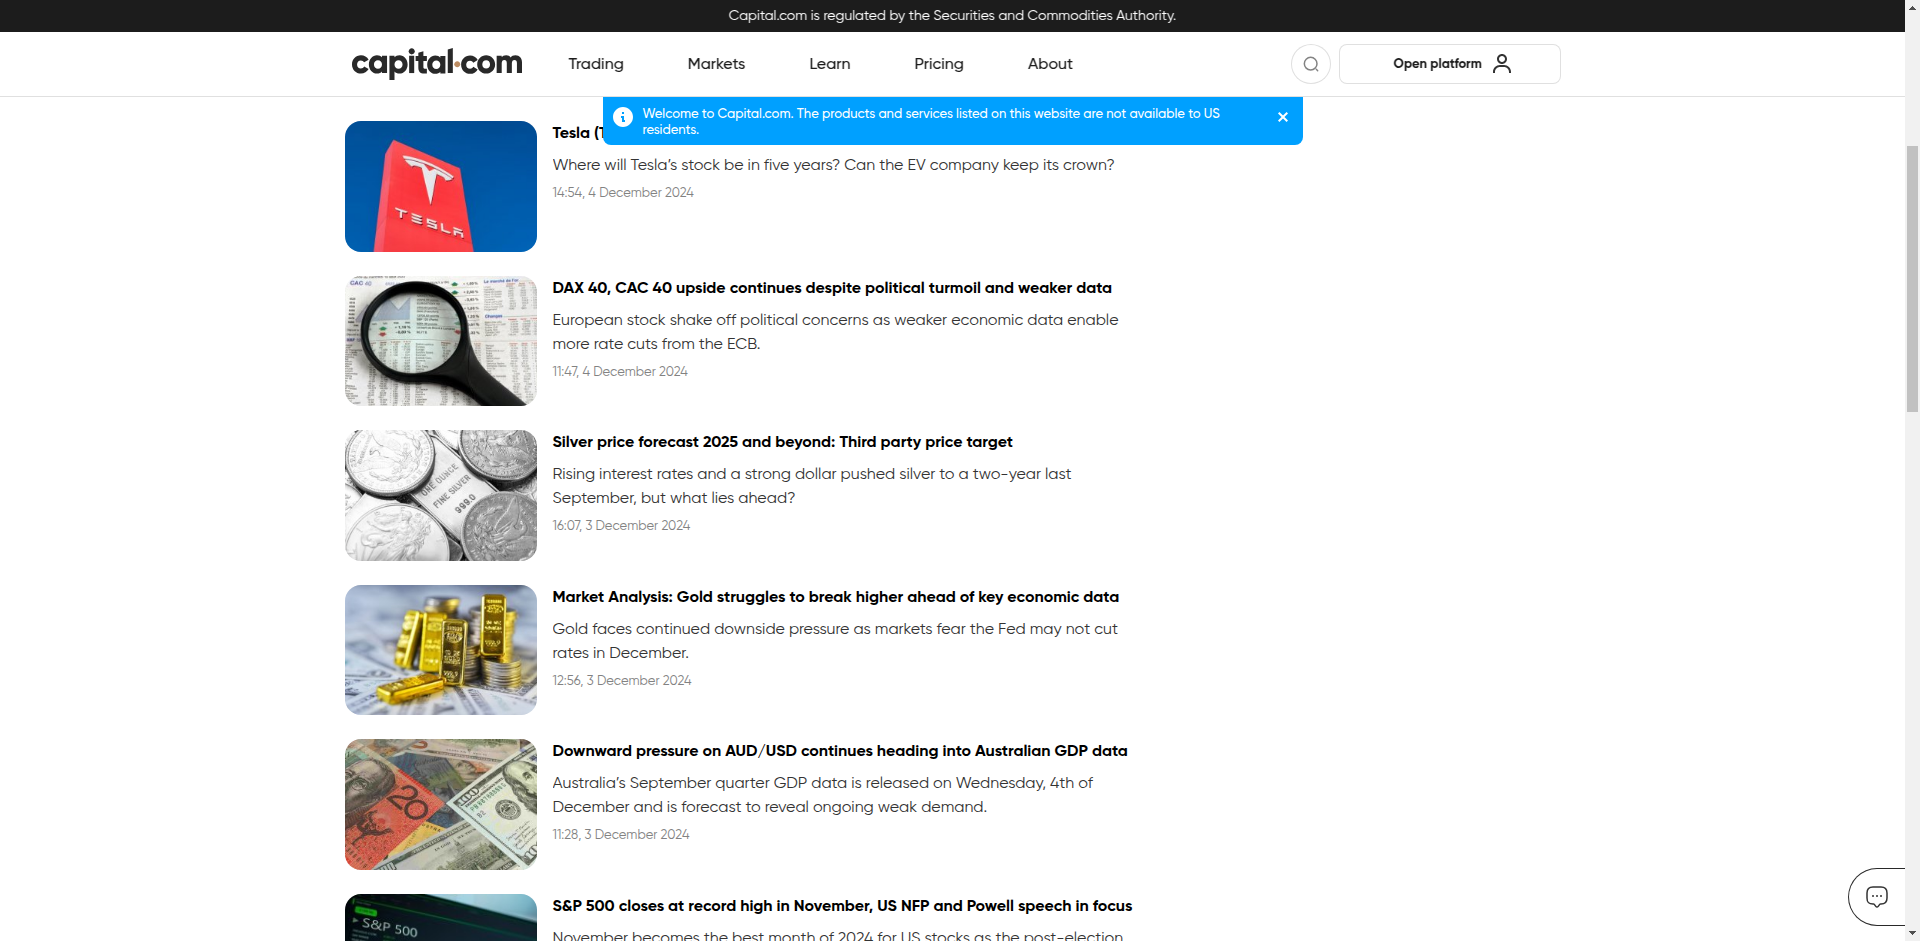 Capital.com is regulated by the Securities and Commodities Authority.
capital.com
Trading
Markets
Learn
Pricing
About
Open platform
Welcome to Capital.com. The products and services listed on this website are not available to US
residents.
Tesla (T
Where will Tesla's stock be in five years? Can the EV company keep its crown?
14:54, 4 December 2024
TESLA
DAX 40, CAC 40 upside continues despite political turmoil and weaker data
European stock shake off political concerns as weaker economic data enable
more rate cuts from the ECB.
11:47, 4 December 2024
CAC 40
Silver price forecast 2025 and beyond: Third party price target
Rising interest rates and a strong dollar pushed silver to a two-year last
September, but what lies ahead?
16:07, 3 December 2024
ONE OUNCE
FINE SILVER
999.0
Market Analysis: Gold struggles to break higher ahead of key economic data
Gold faces continued downside pressure as markets fear the Fed may not cut
rates in December.
12:56, 3 December 2024
Downward pressure on AUD/USD continues heading into Australian GDP data
Australia's September quarter GDP data is released on Wednesday, 4th of
December and is forecast to reveal ongoing weak demand.
11:28, 3 December 2024
20
100
S&P 500 closes at record high in November, US NFP and Powell speech in focus
November becomes the best month of 2024 for US stocks as the post-election
S&P 500